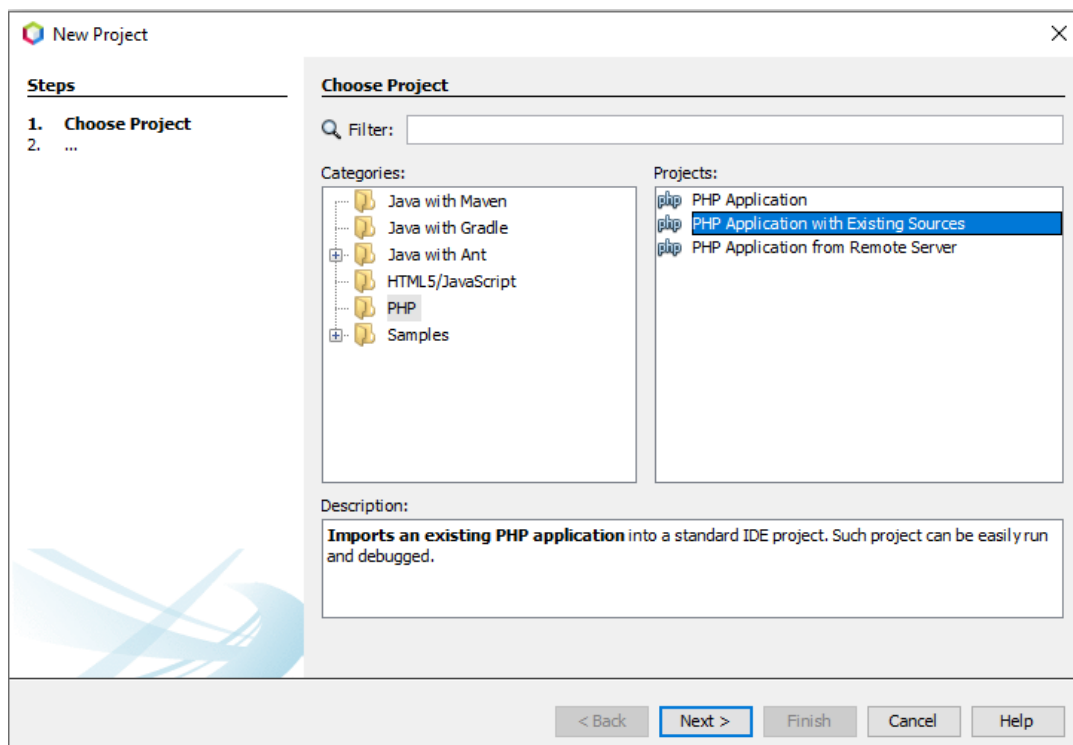 New Project
Steps
1. Choose Project
2. ...
Choose Project
Filter:
Categories:
Java with Maven
Java with Gradle
Java with Ant
HTML5/JavaScript
PHP
Samples
Projects:
php PHP Application
php PHP Application with Existing Sources
php PHP Application from Remote Server
Description:
Imports an existing PHP application into a standard IDE project. Such project can be easily run
and debugged.
< Back
Next >
Finish
Cancel
Help